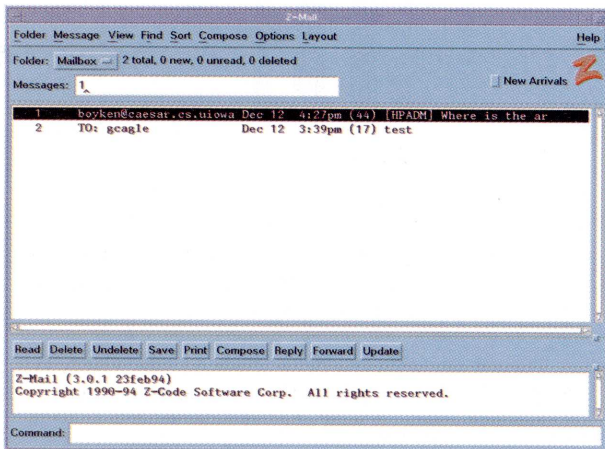 Z-Mail
Folder Message View Find Sort Compose Options Layout Help
Folder: Mailbox 2 total, 0 new, 0 unread, 0 deleted
Messages: 1 New Arrivals
1 boyken@caesar.cs.uiowa Dec 12 4:27pm (44) [HPADM] Where is the ar
2 TO: gcagle Dec 12 3:39pm (17) test
Read Delete Undelete Save Print Compose Reply Forward Update
Z-Mail (3.0.1 23feb94)
Copyright 1990-94 Z-Code Software Corp. All rights reserved.
Command: